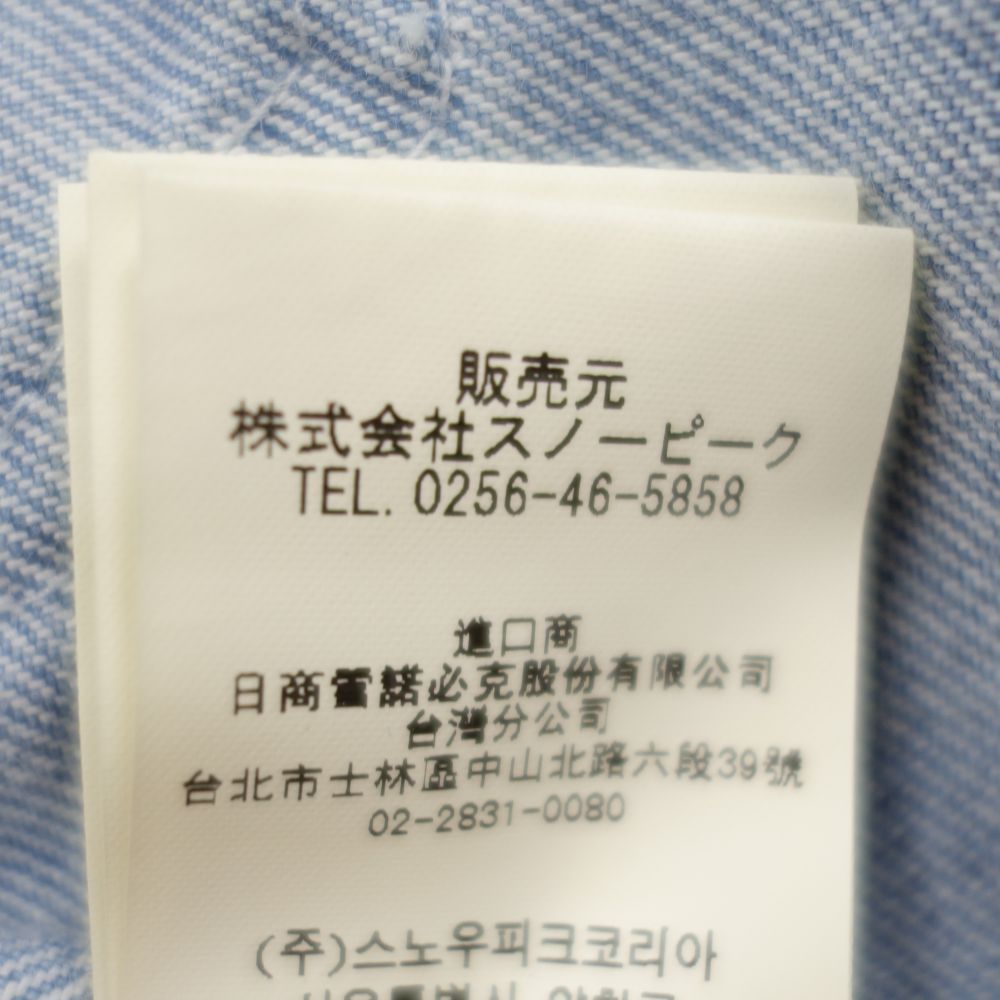 販売元
株式会社スノーピーク
TEL. 0256-46-5858
進口商
日商雪諾必克股份有限公司
台灣分公司
台北市士林區中山北路六段39號
02-2831-0080
(주)스노우피크코리아